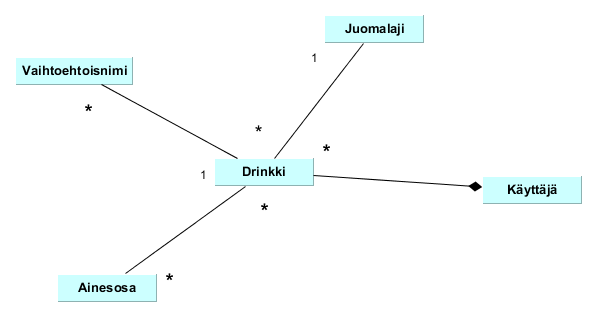 Juomalaji
1
Vaihtoehtoisnimi
*
*
*
Drinkki
1
Käyttäjä
*
Ainesosa
*